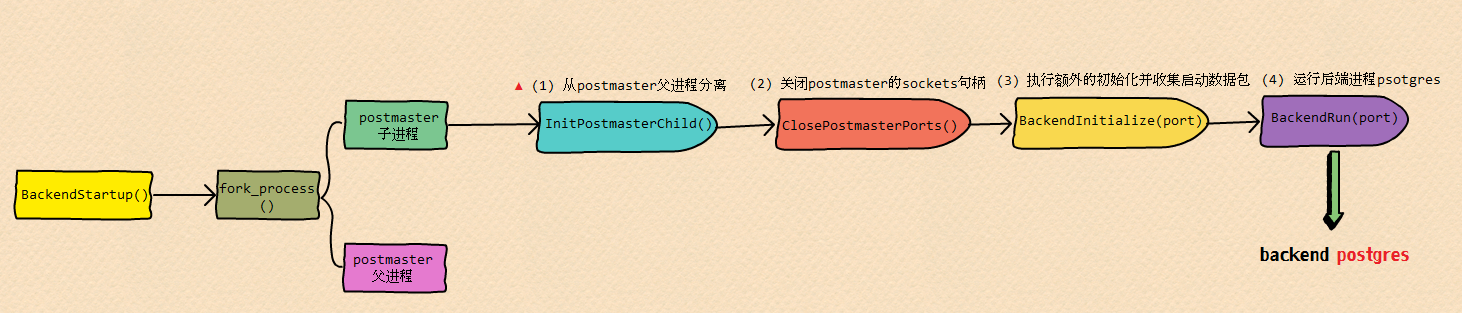 ▲ (1) 从postmaster父进程分离
(2) 关闭postmaster的sockets句柄
(3) 执行额外的初始化并收集启动数据包
(4) 运行后端进程psotgres
postmaster
子进程
InitPostmasterChild()
ClosePostmasterPorts()
BackendInitialize(port)
BackendRun(port)
BackendStartup()
fork_process
()
postmaster
父进程
backend postgres